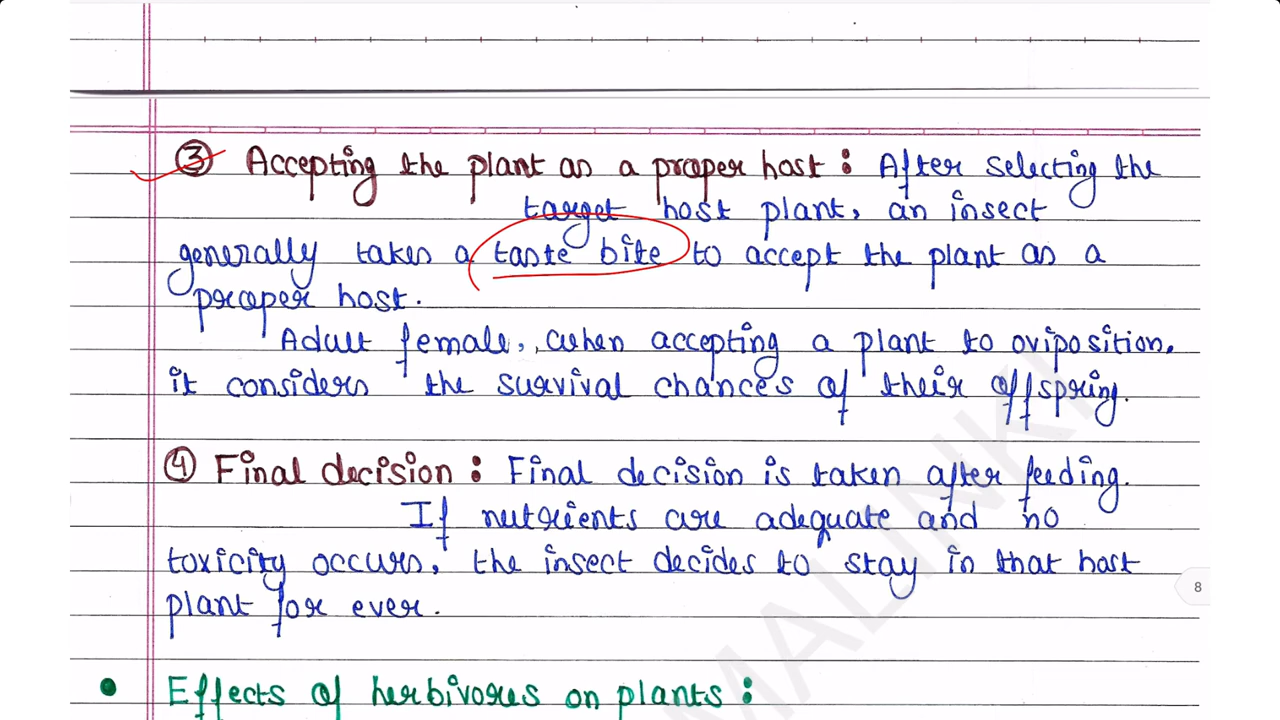 ③ Accepting the plant as a proper host : After selecting the
target host plant, an insect
generally takes a taste bite to accept the plant as a
proper host.
Adult female, when accepting a plant to oviposition,
it considers the survival chances of their offspring.
④ Final decision : Final decision is taken after feeding.
If nutrients are adequate and no
toxicity occurs, the insect decides to stay in that host
plant for ever.
8
• Effects of herbivores on plants :